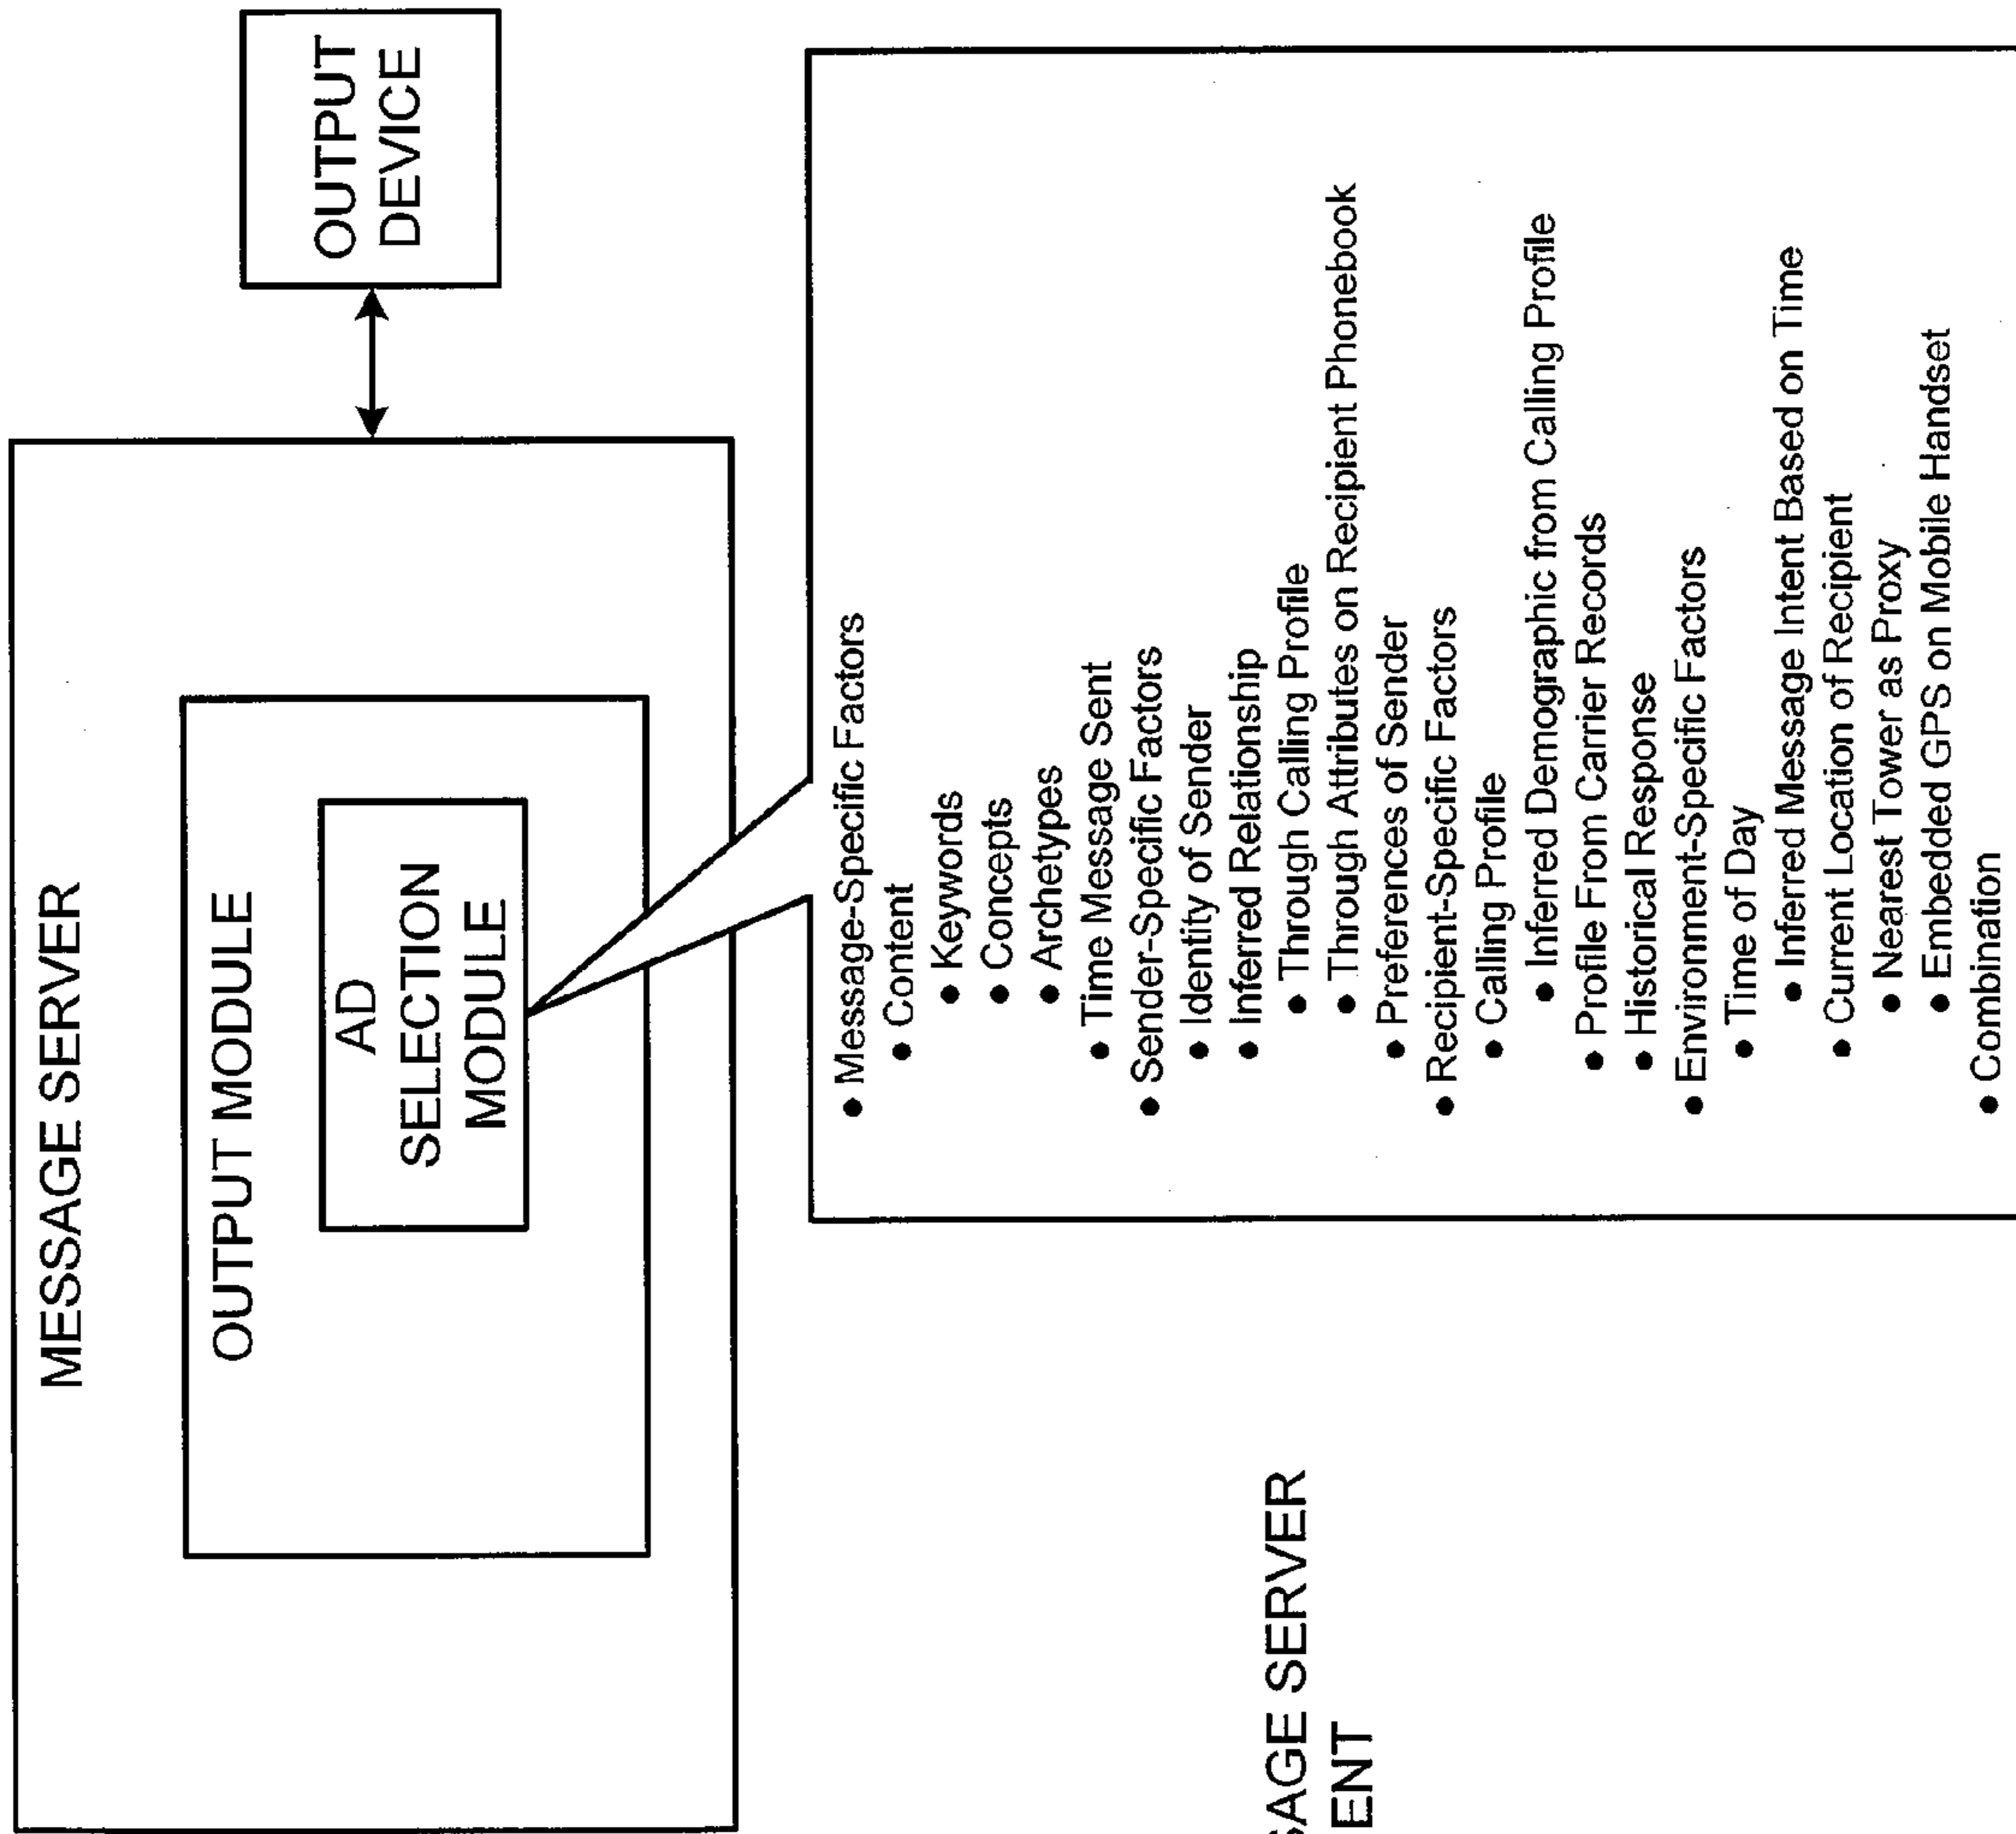 MESSAGE SERVER
OUTPUT MODULE
AD
SELECTION
MODULE
OUTPUT
DEVICE
• Message-Specific Factors
• Content
• Keywords
• Concepts
• Archetypes
• Time Message Sent
• Sender-Specific Factors
• Identity of Sender
• Inferred Relationship
• Through Calling Profile
• Through Attributes on Recipient Phonebook
• Preferences of Sender
• Recipient-Specific Factors
• Calling Profile
• Inferred Demographic from Calling Profile
• Profile From Carrier Records
• Historical Response
• Environment-Specific Factors
• Time of Day
• Inferred Message Intent Based on Time
• Current Location of Recipient
• Nearest Tower as Proxy
• Embedded GPS on Mobile Handset
• Combination
SERVER